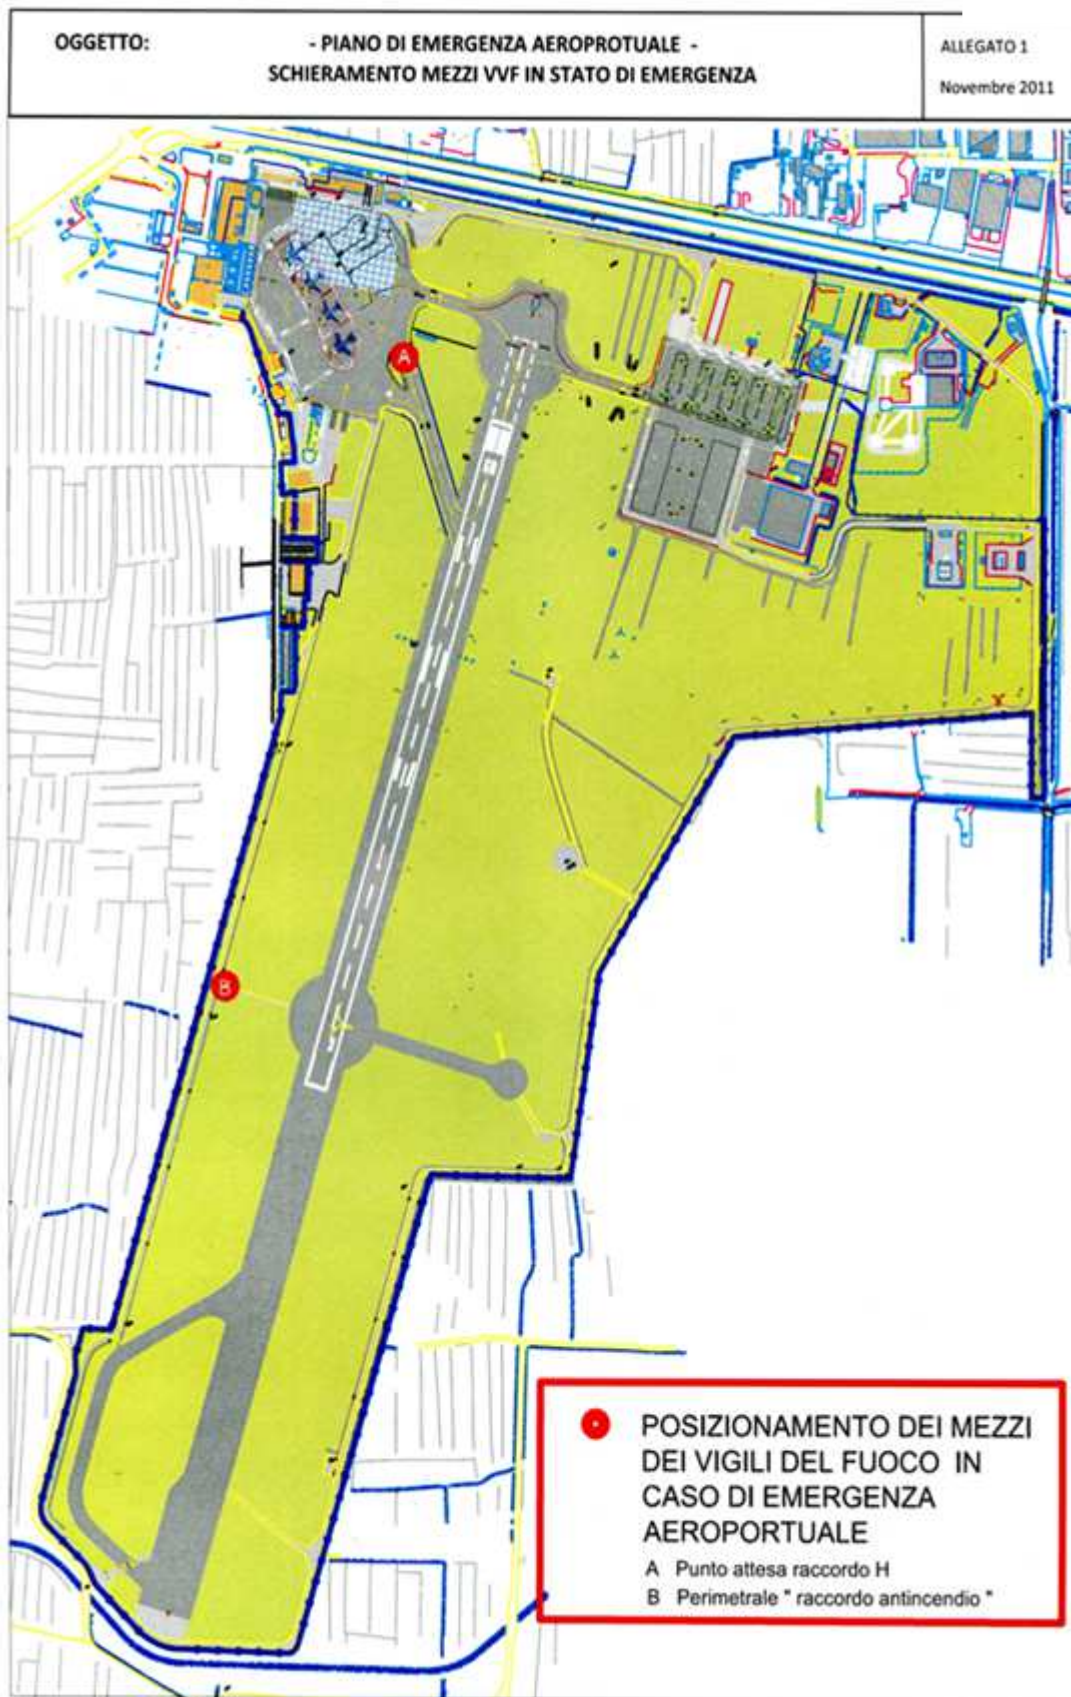 OGGETTO:
- PIANO DI EMERGENZA AEROPROTUALE -
SCHIERAMENTO MEZZI VVF IN STATO DI EMERGENZA
ALLEGATO 1
Novembre 2011
A
B
POSIZIONAMENTO DEI MEZZI
DEI VIGILI DEL FUOCO IN
CASO DI EMERGENZA
AEROPORTUALE
A Punto attesa raccordo H
B Perimetrale " raccordo antincendio "